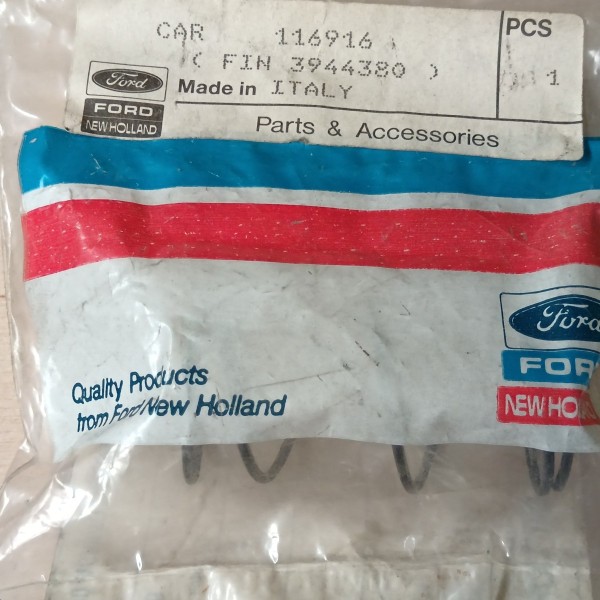 CAR 116916 PCS
( FIN 3944380 ) 1
Ford
Made in ITALY
FORD
NEW HOLLAND
Parts & Accessories
Ford
FORD
Quality Products
from Ford New Holland
NEW HOL